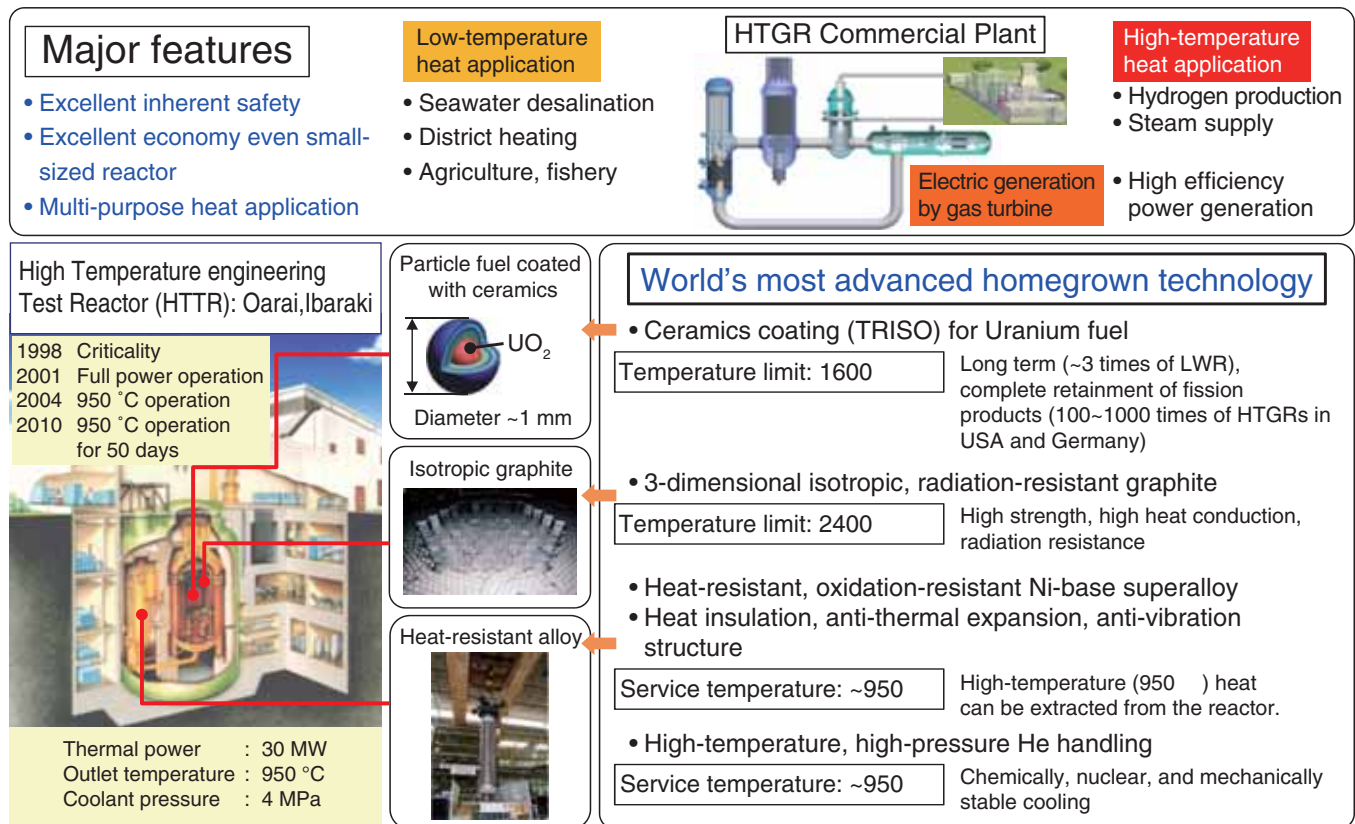 Major features
• Excellent inherent safety
• Excellent economy even small-
sized reactor
• Multi-purpose heat application
Low-temperature
heat application
• Seawater desalination
• District heating
• Agriculture, fishery
HTGR Commercial Plant
Electric generation
by gas turbine
High-temperature
heat application
• Hydrogen production
• Steam supply
• High efficiency
power generation
High Temperature engineering
Test Reactor (HTTR): Oarai,Ibaraki
1998 Criticality
2001 Full power operation
2004 950 °C operation
2010 950 °C operation
for 50 days
Thermal power : 30 MW
Outlet temperature : 950 °C
Coolant pressure : 4 MPa
Particle fuel coated
with ceramics
UO2
Diameter ~1 mm
Isotropic graphite
Heat-resistant alloy
World's most advanced homegrown technology
• Ceramics coating (TRISO) for Uranium fuel
Temperature limit: 1600
Long term (~3 times of LWR),
complete retainment of fission
products (100~1000 times of HTGRs in
USA and Germany)
• 3-dimensional isotropic, radiation-resistant graphite
Temperature limit: 2400
High strength, high heat conduction,
radiation resistance
• Heat-resistant, oxidation-resistant Ni-base superalloy
• Heat insulation, anti-thermal expansion, anti-vibration
structure
Service temperature: ~950
High-temperature (950 ) heat
can be extracted from the reactor.
• High-temperature, high-pressure He handling
Service temperature: ~950
Chemically, nuclear, and mechanically
stable cooling